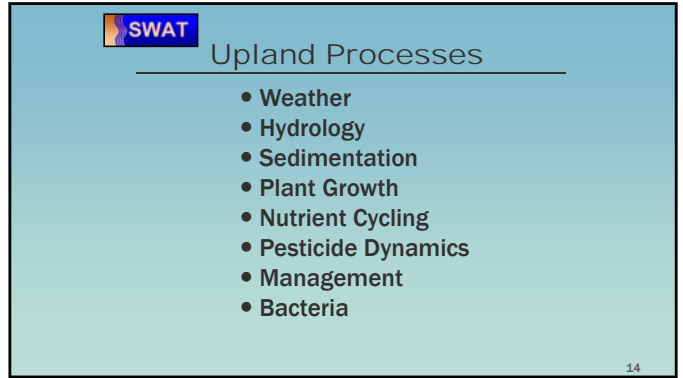 SWAT
Upland Processes
• Weather
• Hydrology
• Sedimentation
• Plant Growth
• Nutrient Cycling
• Pesticide Dynamics
• Management
• Bacteria
14